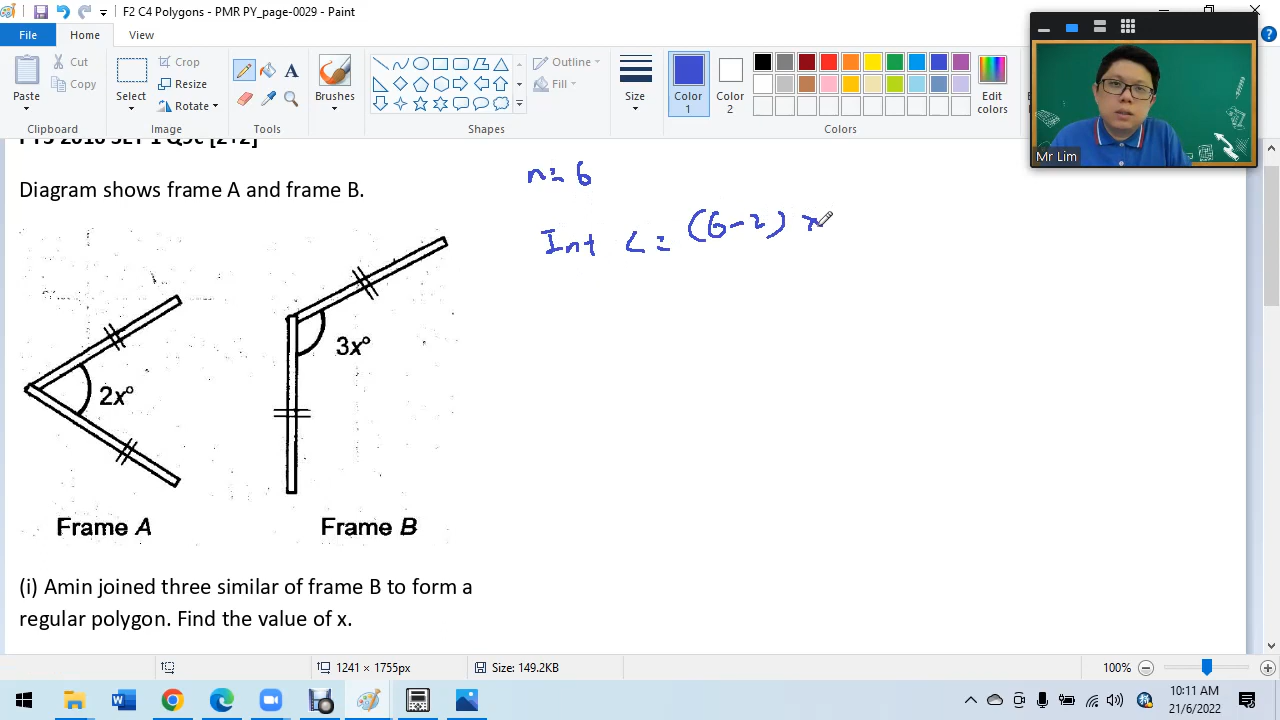 F2 C4 Polygons - PMR PY_page-0029 - Paint
File
Home
View
Paste
Cut
Copy
Clipboard
Select
Crop
Resize
Rotate
Image
A
Tools
Brushes
Outline
Fill
Shapes
Size
Color
1
Color
2
Edit
colors
Colors
Mr Lim
Diagram shows frame A and frame B.
n = 6
Int ∠ = (6-2) ×
2x°
3x°
Frame A
Frame B
(i) Amin joined three similar of frame B to form a
regular polygon. Find the value of x.
1241 × 1755px
Size: 149.2KB
100%
10:11 AM
21/6/2022